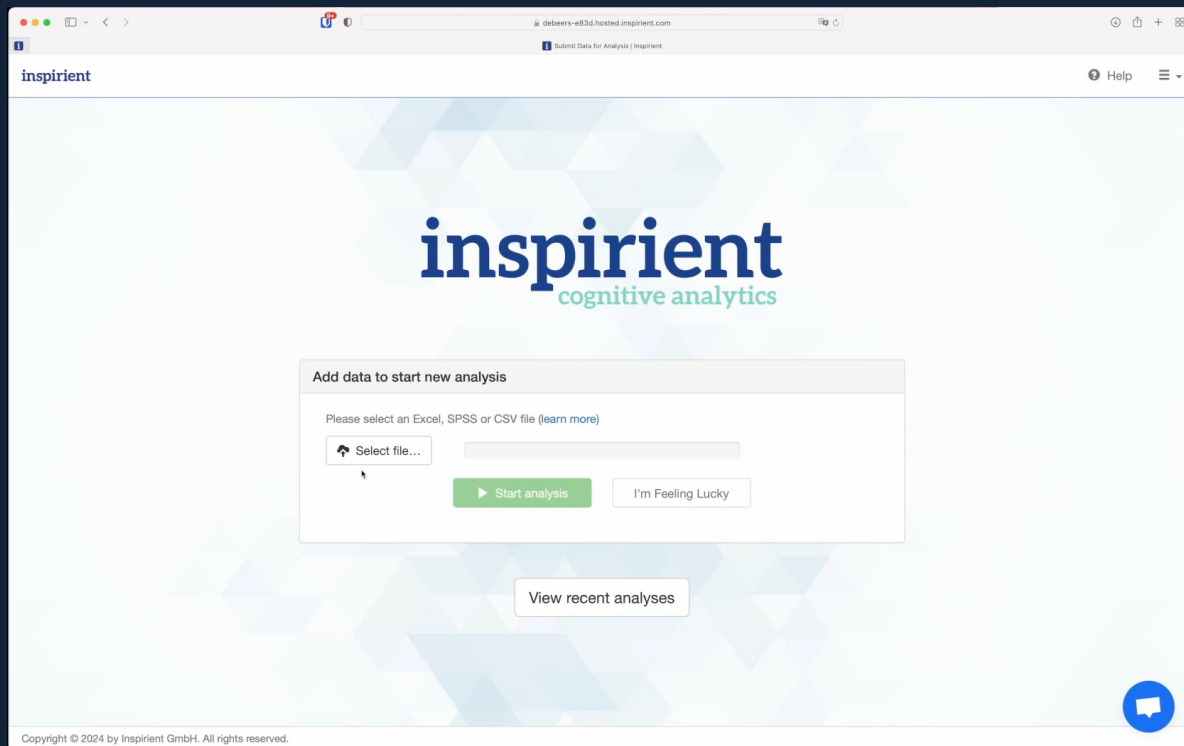 9+
debeers-e83d.hosted.inspirient.com
i
i Submit Data for Analysis | Inspirient
inspirient
Help
inspirient
cognitive analytics
Add data to start new analysis
Please select an Excel, SPSS or CSV file (learn more)
Select file...
Start analysis
I'm Feeling Lucky
View recent analyses
Copyright © 2024 by Inspirient GmbH. All rights reserved.